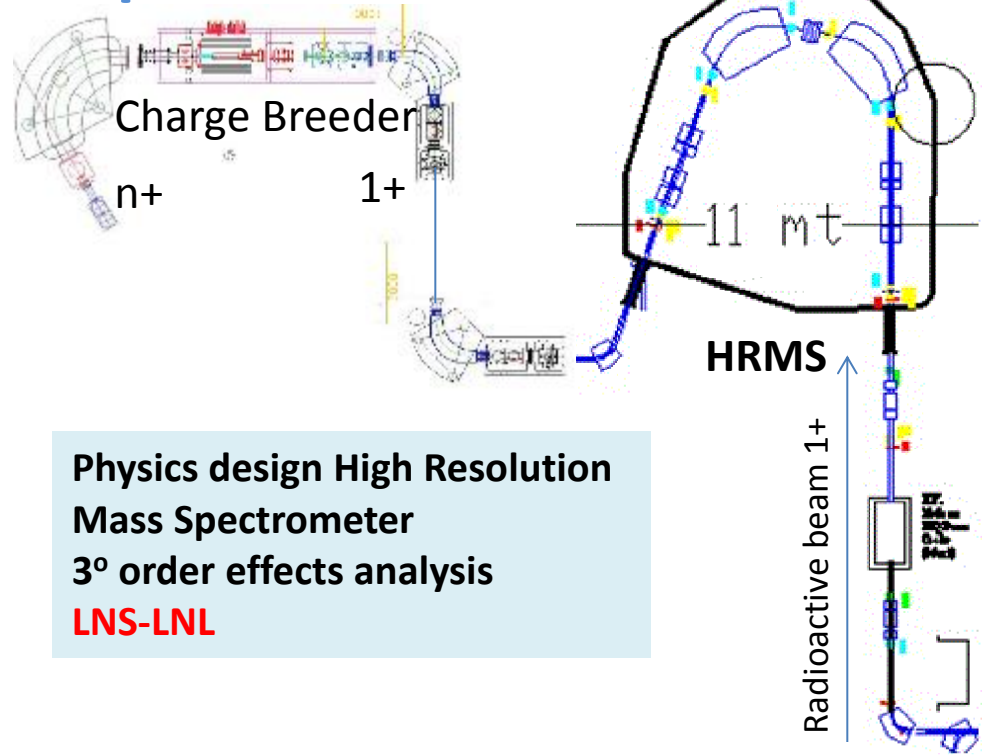 Charge Breeder
n+
1+
11 mt
HRMS
Radioactive beam 1+
Physics design High Resolution
Mass Spectrometer
3º order effects analysis
LNS-LNL